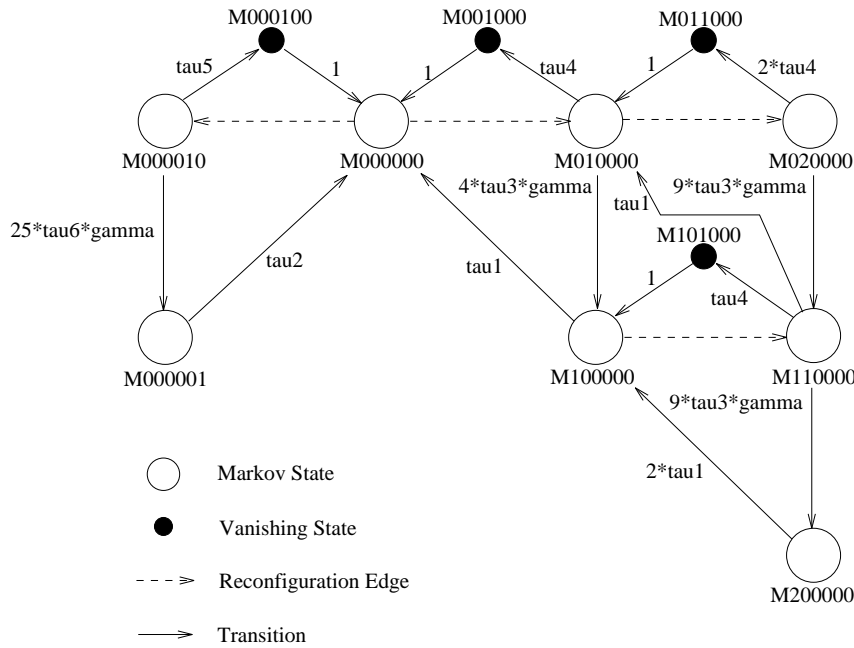 M000100
M001000
M011000
tau5
1
1
tau4
1
2*tau4
M000010
M000000
M010000
M020000
4*tau3*gamma
tau1
9*tau3*gamma
25*tau6*gamma
tau2
tau1
M101000
1
tau4
M000001
M100000
M110000
9*tau3*gamma
2*tau1
M200000
Markov State
Vanishing State
Reconfiguration Edge
Transition